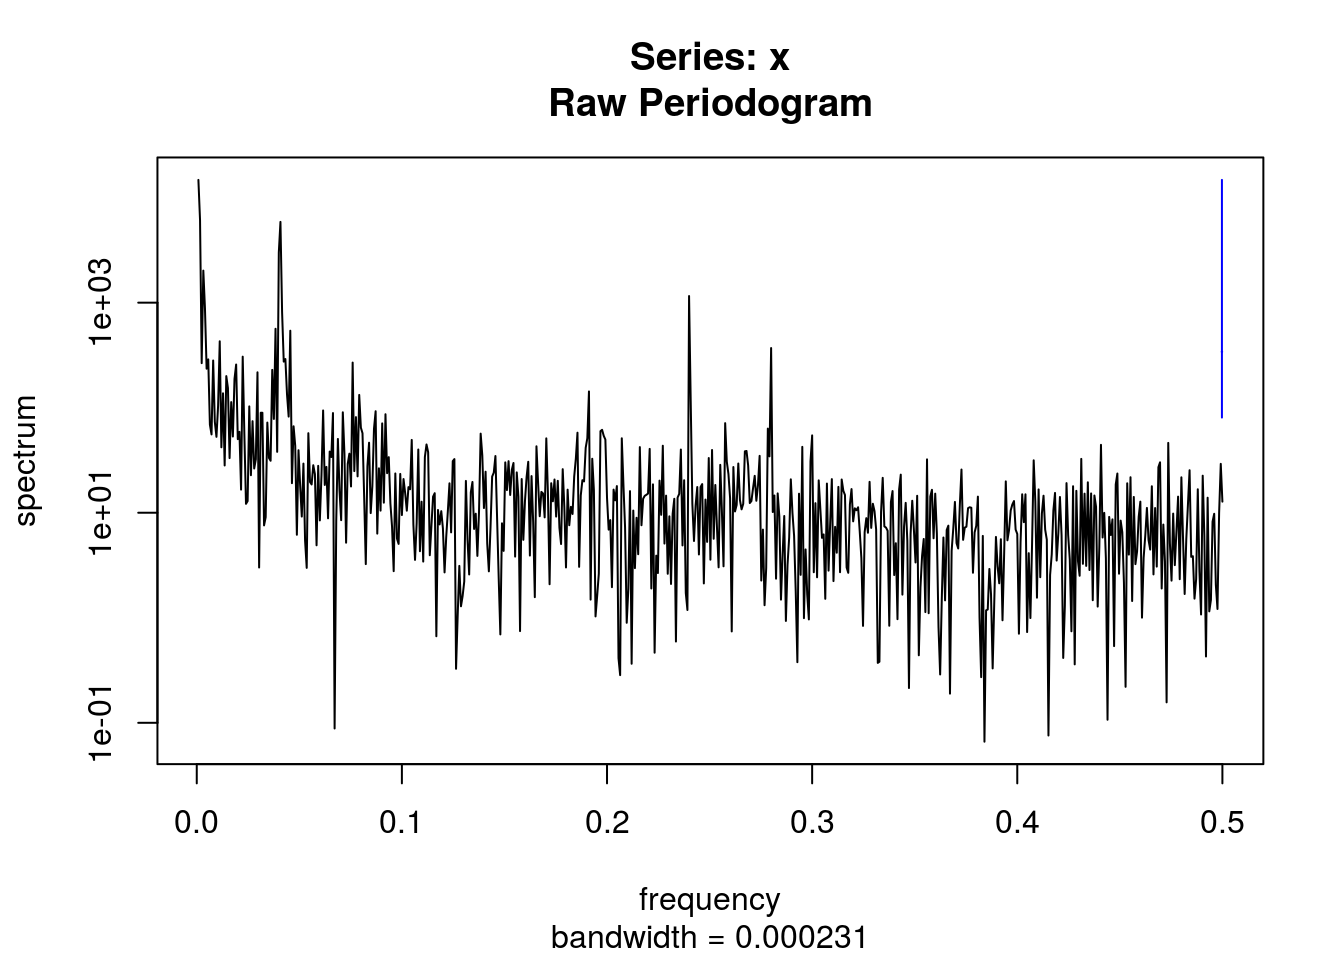 Series: x
Raw Periodogram
spectrum
1e+03
1e+01
1e-01
0.0 0.1 0.2 0.3 0.4 0.5
frequency
bandwidth = 0.000231